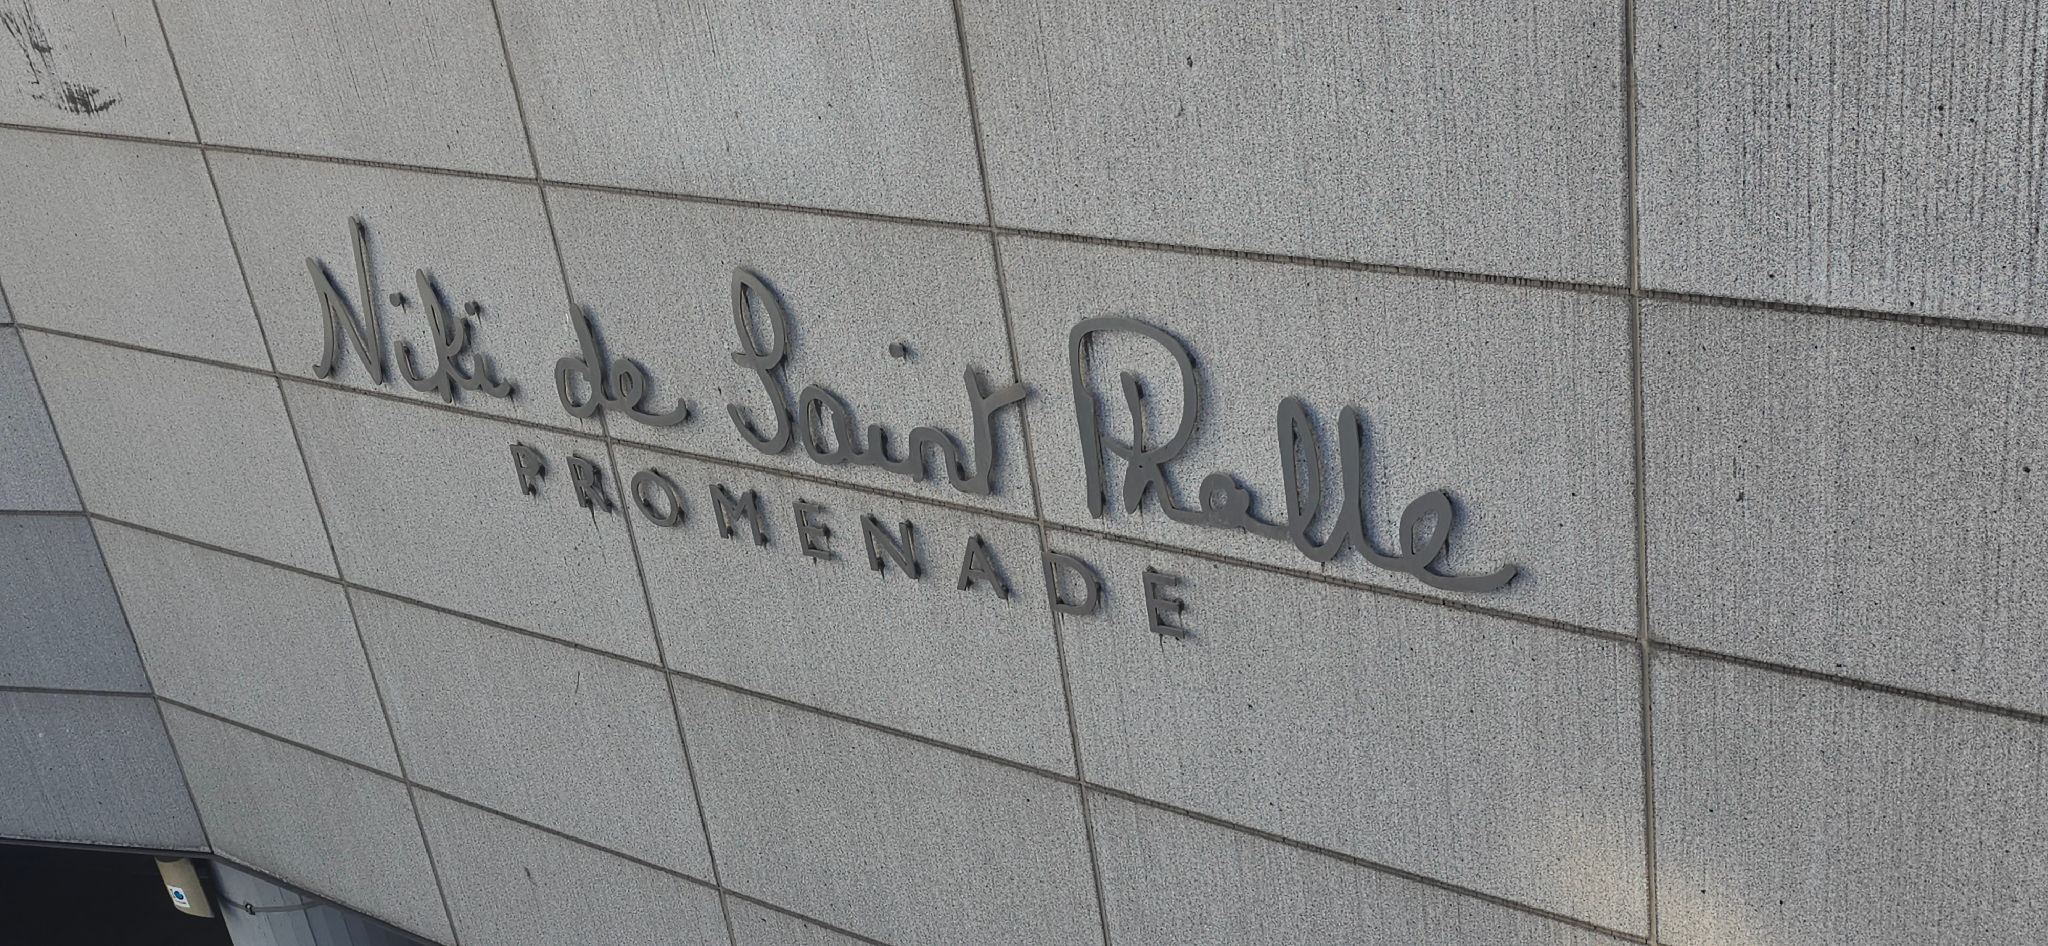 Niki de Saint Phalle
PROMENADE